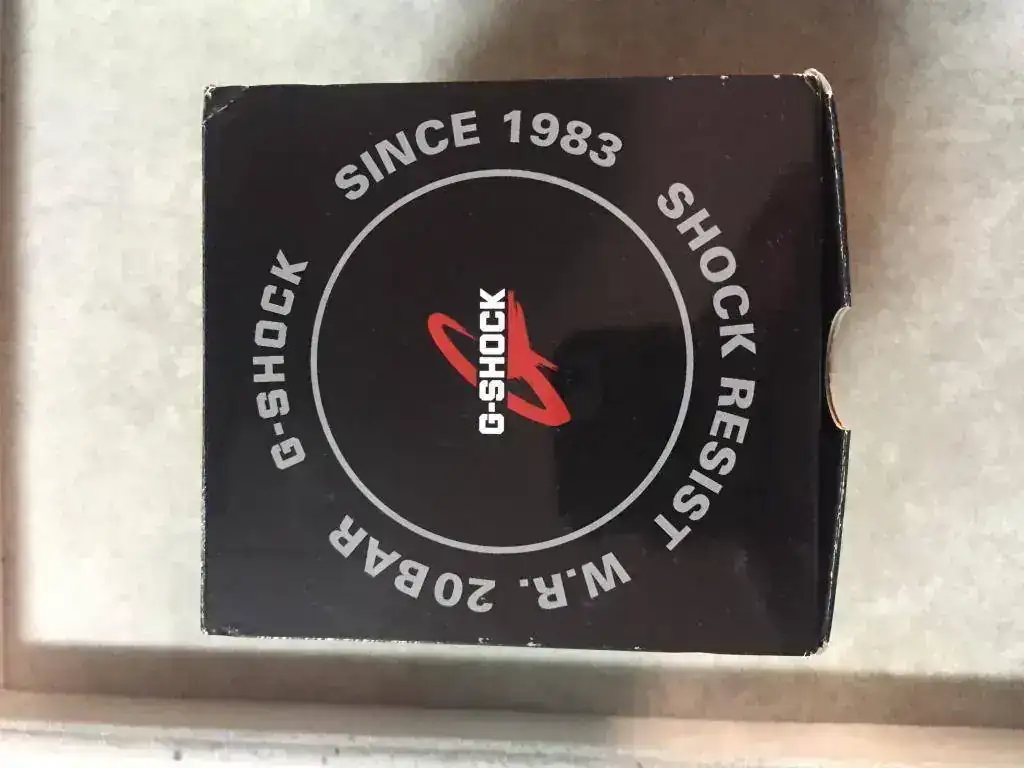 G-SHOCK
SINCE 1983
SHOCK RESIST
W.R. 20BAR
G-SHOCK